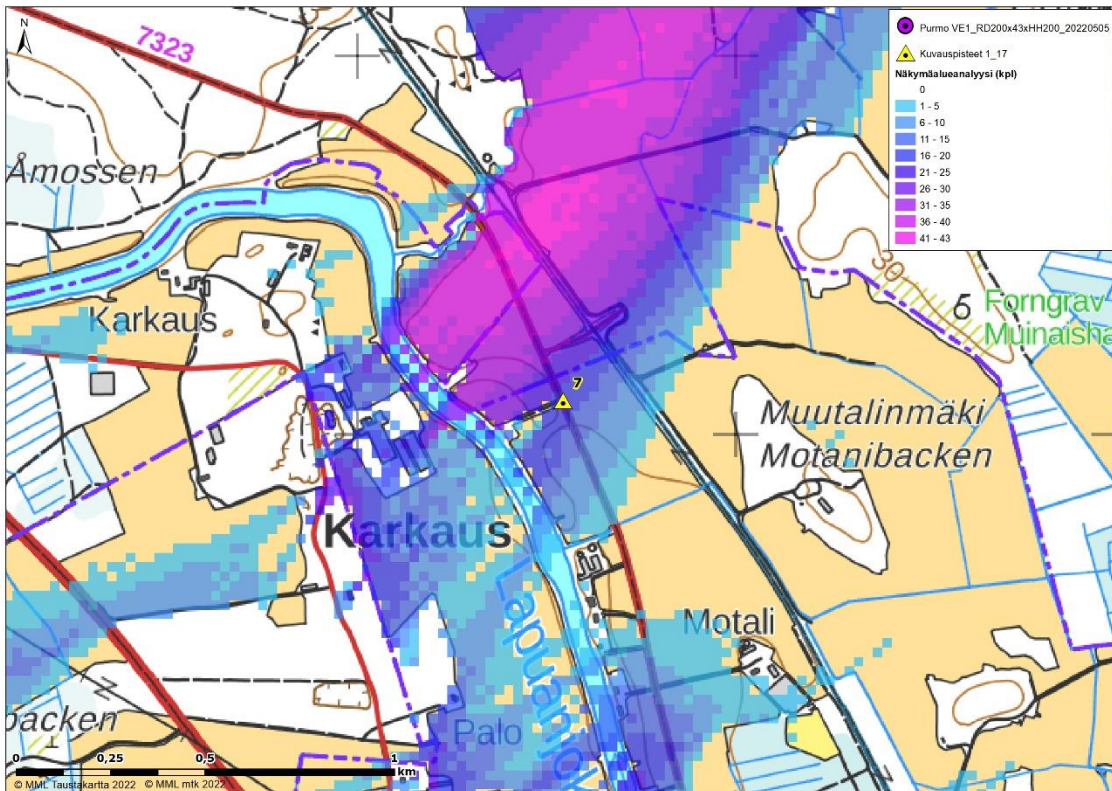 N
7323
Purmo VE1_RD200x43xHH200_20220505
Kuvauspisteet 1_17
Näkymäalueanalyysi (kpl)
0
1 - 5
6 - 10
11 - 15
16 - 20
21 - 25
26 - 30
31 - 35
36 - 40
41 - 43
Åmossen
30
Karkaus
Forngrav
Muinaisha
7
Muutalinmäki
Motanibacken
Karkaus
Lapuanjok
Motali
backen
Palo
0 0,25 0,5 1
km
© MML Taustakartta 2022 © MML mtk 2022